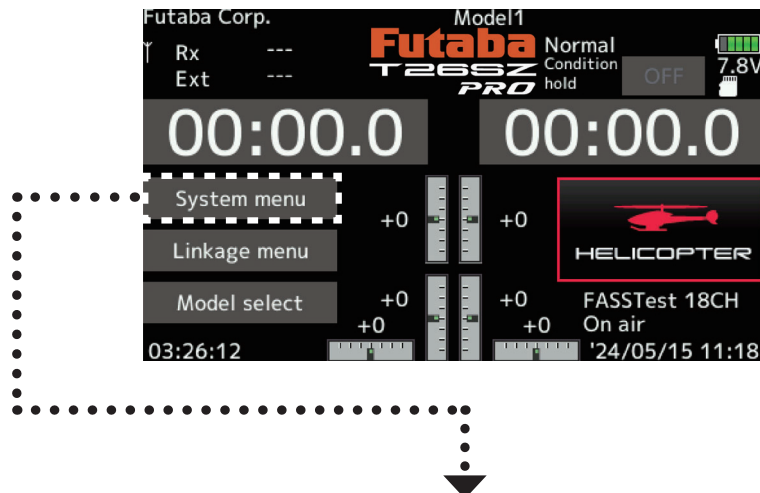 Futaba Corp. Model1
Rx --- Futaba Normal 7.8V
Ext --- T26SZ PRO Condition hold OFF
00:00.0 00:00.0
System menu +0 +0
Linkage menu HELICOPTER
Model select +0 +0 FASSTest 18CH
+0 +0 On air
03:26:12 '24/05/15 11:18